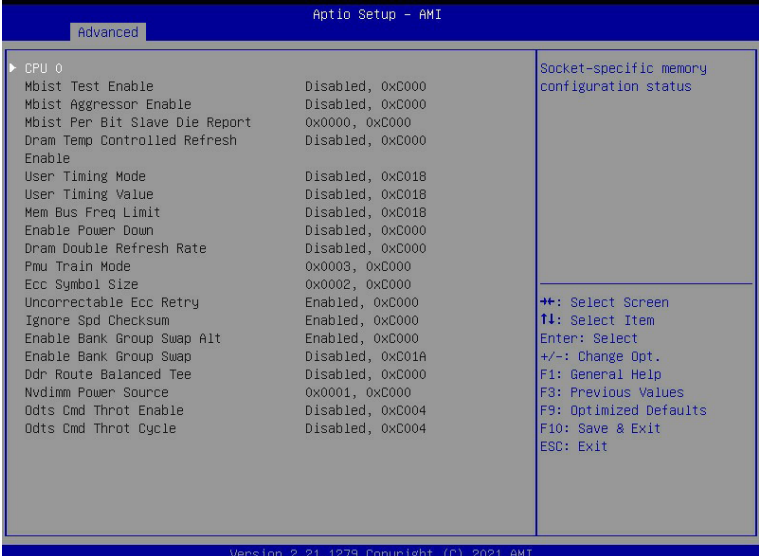 Aptio Setup - AMI
Advanced
CPU 0
Mbist Test Enable Disabled, 0xC000
Mbist Aggressor Enable Disabled, 0xC000
Mbist Per Bit Slave Die Report 0x0000, 0xC000
Dram Temp Controlled Refresh Disabled, 0xC000
Enable
User Timing Mode Disabled, 0xC018
User Timing Value Disabled, 0xC018
Mem Bus Freq Limit Disabled, 0xC018
Enable Power Down Disabled, 0xC000
Dram Double Refresh Rate Disabled, 0xC000
Pmu Train Mode 0x0003, 0xC000
Ecc Symbol Size 0x0002, 0xC000
Uncorrectable Ecc Retry Enabled, 0xC000
Ignore Spd Checksum Enabled, 0xC000
Enable Bank Group Swap Alt Enabled, 0xC000
Enable Bank Group Swap Disabled, 0xC01A
Ddr Route Balanced Tee Disabled, 0xC000
Nvdimm Power Source 0x0001, 0xC000
Odts Cmd Throt Enable Disabled, 0xC004
Odts Cmd Throt Cycle Disabled, 0xC004
Socket-specific memory
configuration status
→←: Select Screen
↑↓: Select Item
Enter: Select
+/-: Change Opt.
F1: General Help
F3: Previous Values
F9: Optimized Defaults
F10: Save & Exit
ESC: Exit
Version 2.21.1279 Copyright (C) 2021 AMI